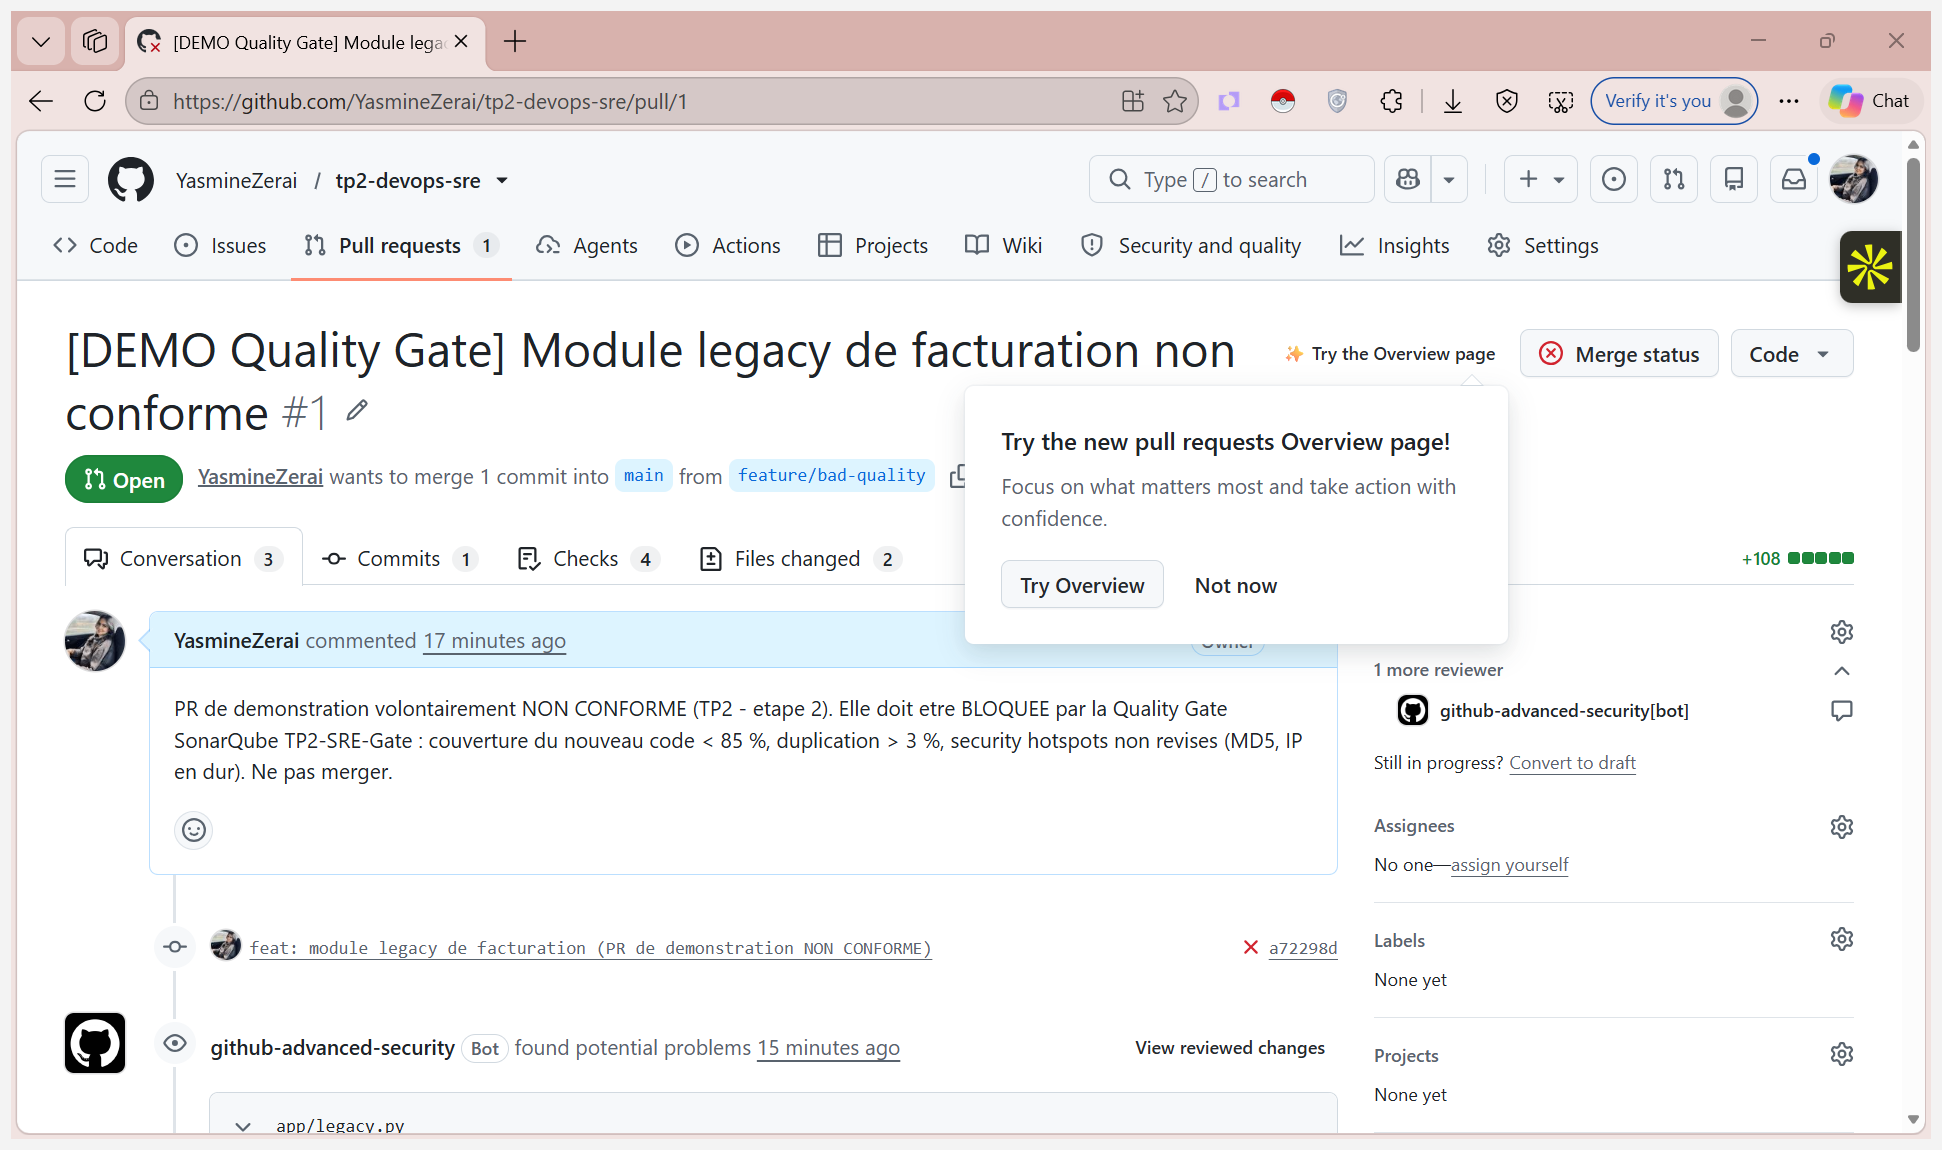 [DEMO Quality Gate] Module lega
https://github.com/YasmineZerai/tp2-devops-sre/pull/1
Verify it's you
Chat
YasmineZerai / tp2-devops-sre
Type / to search
Code
Issues
Pull requests 1
Agents
Actions
Projects
Wiki
Security and quality
Insights
Settings
[DEMO Quality Gate] Module legacy de facturation non
conforme #1
Try the Overview page
Merge status
Code
Try the new pull requests Overview page!
Focus on what matters most and take action with
confidence.
Try Overview
Not now
Open
YasmineZerai wants to merge 1 commit into main from feature/bad-quality
Conversation 3
Commits 1
Checks 4
Files changed 2
+108
YasmineZerai commented 17 minutes ago
Owner
PR de demonstration volontairement NON CONFORME (TP2 - etape 2). Elle doit etre BLOQUEE par la Quality Gate
SonarQube TP2-SRE-Gate : couverture du nouveau code < 85 %, duplication > 3 %, security hotspots non revises (MD5, IP
en dur). Ne pas merger.
feat: module legacy de facturation (PR de demonstration NON CONFORME)
a72298d
github-advanced-security Bot found potential problems 15 minutes ago
View reviewed changes
app/legacy.py
1 more reviewer
github-advanced-security[bot]
Still in progress? Convert to draft
Assignees
No one—assign yourself
Labels
None yet
Projects
None yet